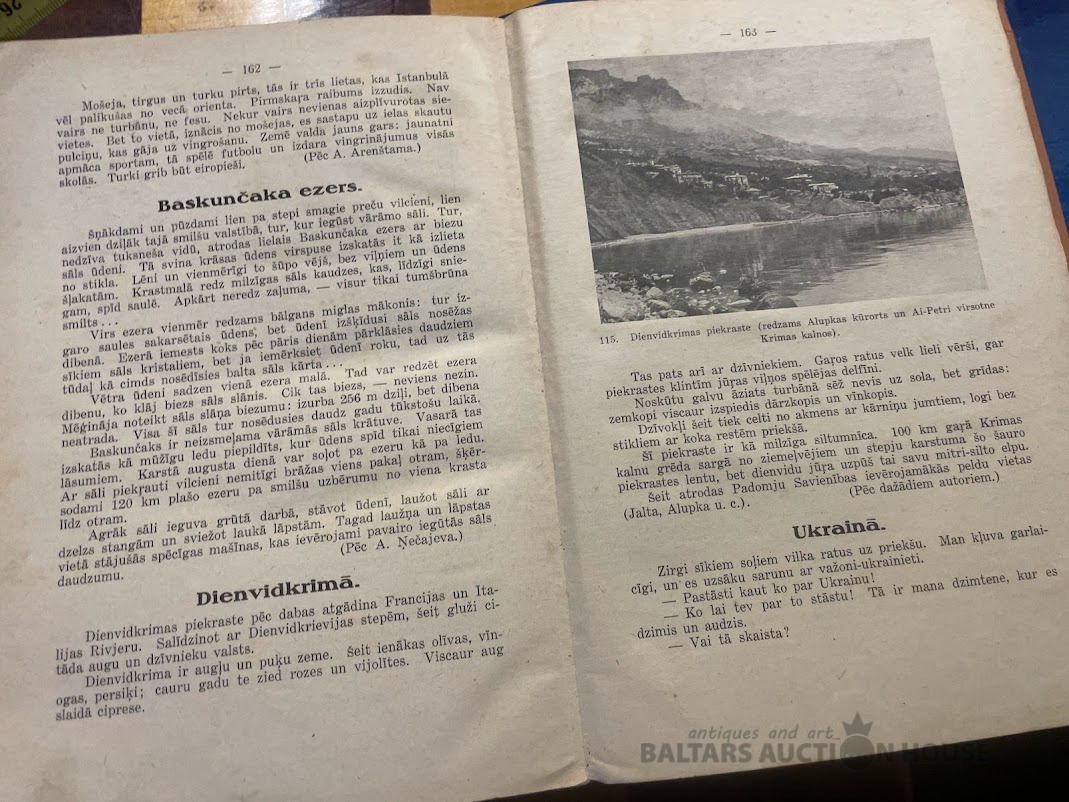 26
— 162 —
Mošeja, tirgus un turku pirts, tās ir trīs lietas, kas Istanbulā
vēl palikušas no vecā orienta. Pirmskaŗa raibums izzudis. Nav
vairs ne turbānu, ne fesu. Nekur vairs nevienas aizplīvurotas sie-
vietes. Bet to vietā, iznācis no mošejas, es sastapu uz ielas skautu
pulciņu, kas gāja uz vingrošanu. Zemē valda jauns gars: jaunatni
apmāca sportam, tā spēlē futbolu un izdara vingrinājumus visās
skolās. Turki grib būt eiropieši. (Pēc A. Arenštama.)
Baskunčaka ezers.
Šņākdami un pūzdami lien pa stepi smagie preču vilcieni, lien
aizvien dziļāk tajā smilšu valstībā, tur, kur iegūst vārāmo sāli. Tur,
nedzīva tuksneša vidū, atrodas lielais Baskunčaka ezers ar biezu
sāls ūdeni. Tā svina krāsas ūdens virspuse izskatās it kā izlieta
no stikla. Lēni un vienmērīgi to šūpo vējš, bez viļņiem un ūdens
šļakatām. Krastmalā redz milzīgas sāls kaudzes, kas, līdzīgi snie-
gam, spīd saulē. Apkārt neredz zaļuma, — visur tikai tumšbrūna
smilts...
Virs ezera vienmēr redzams bālgans miglas mākonis: tur iz-
garo saules sakarsētais ūdens, bet ūdenī izšķīdusi sāls nosēžas
dibenā. Ezerā iemests koks pēc pāris dienām pārklāsies daudziem
sīkiem sāls kristaliem, bet ja iemērksiet ūdenī roku, tad uz tās
tūdaļ kā cimds nosēdīsies balta sāls kārta...
Vētra ūdeni sadzen vienā ezera malā. Tad var redzēt ezera
dibenu, ko klāj biezs sāls slānis. Cik tas biezs, — neviens nezin.
Mēģināja noteikt sāls slāņa biezumu: izurba 256 m dziļi, bet dibena
neatrada. Visa šī sāls tur nosēdusies daudz gadu tūkstošu laikā.
Baskunčaks ir neizsmeļama vārāmās sāls krātuve. Vasarā tas
izskatās kā mūžīgu ledu piepildīts, kur ūdens spīd tikai niecīgiem
lāsumiem. Karstā augusta dienā var soļot pa ezeru kā pa ledu.
Ar sāli piekŗauti vilcieni nemitīgi brāžas viens pakaļ otram, šķēr-
sodami 120 km plašo ezeru pa smilšu uzbērumu no viena krasta
līdz otram.
Agrāk sāli ieguva grūtā darbā, stāvot ūdenī, laužot sāli ar
dzelzs stangām un sviežot laukā lāpstām. Tagad laužņa un lāpstas
vietā stājušās spēcīgas mašīnas, kas ievērojami pavairo iegūtās sāls
daudzumu. (Pēc A. Ņečajeva.)
Dienvidkrimā.
Dienvidkrimas piekraste pēc dabas atgādina Francijas un Ita-
lijas Rivjeru. Salīdzinot ar Dienvidkrievijas stepēm, šeit gluži ci-
tāda augu un dzīvnieku valsts.
Dienvidkrima ir augļu un puķu zeme. Šeit ienākas olīvas, vīn-
ogas, persiķi; cauru gadu te zied rozes un vijolītes. Viscaur aug
slaidā ciprese.
— 163 —
115. Dienvidkrimas piekraste (redzams Alupkas kūrorts un Ai-Petri virsotne
Krimas kalnos).
Tas pats arī ar dzīvniekiem. Gaŗos ratus velk lieli vērši, gar
piekrastes klintīm jūras viļņos spēlējas delfīni.
Noskūtu galvu āziats turbānā sēž nevis uz sola, bet grīdas;
zemkopi viscaur izspiedis dārzkopis un vīnkopis.
Dzīvokļi šeit tiek celti no akmens ar kārniņu jumtiem, logi bez
stikliem ar koka restēm priekšā.
Šī piekraste ir kā milzīga siltumnīca. 100 km gaŗā Krimas
kalnu grēda sargā no ziemeļvējiem un stepju karstuma šo šauro
piekrastes lentu, bet dienvidu jūra uzpūš tai savu mitri-silto elpu.
Šeit atrodas Padomju Savienības ievērojamākās peldu vietas
(Jalta, Alupka u. c.). (Pēc dažādiem autoriem.)
Ukrainā.
Zirgi sīkiem soļiem vilka ratus uz priekšu. Man kļuva garlai-
cīgi, un es uzsāku sarunu ar važoni-ukrainieti.
— Pastāsti kaut ko par Ukrainu!
— Ko lai tev par to stāstu! Tā ir mana dzimtene, kur es
dzimis un audzis.
— Vai tā skaista?
antiques and art
BALTARS AUCTION HOUSE